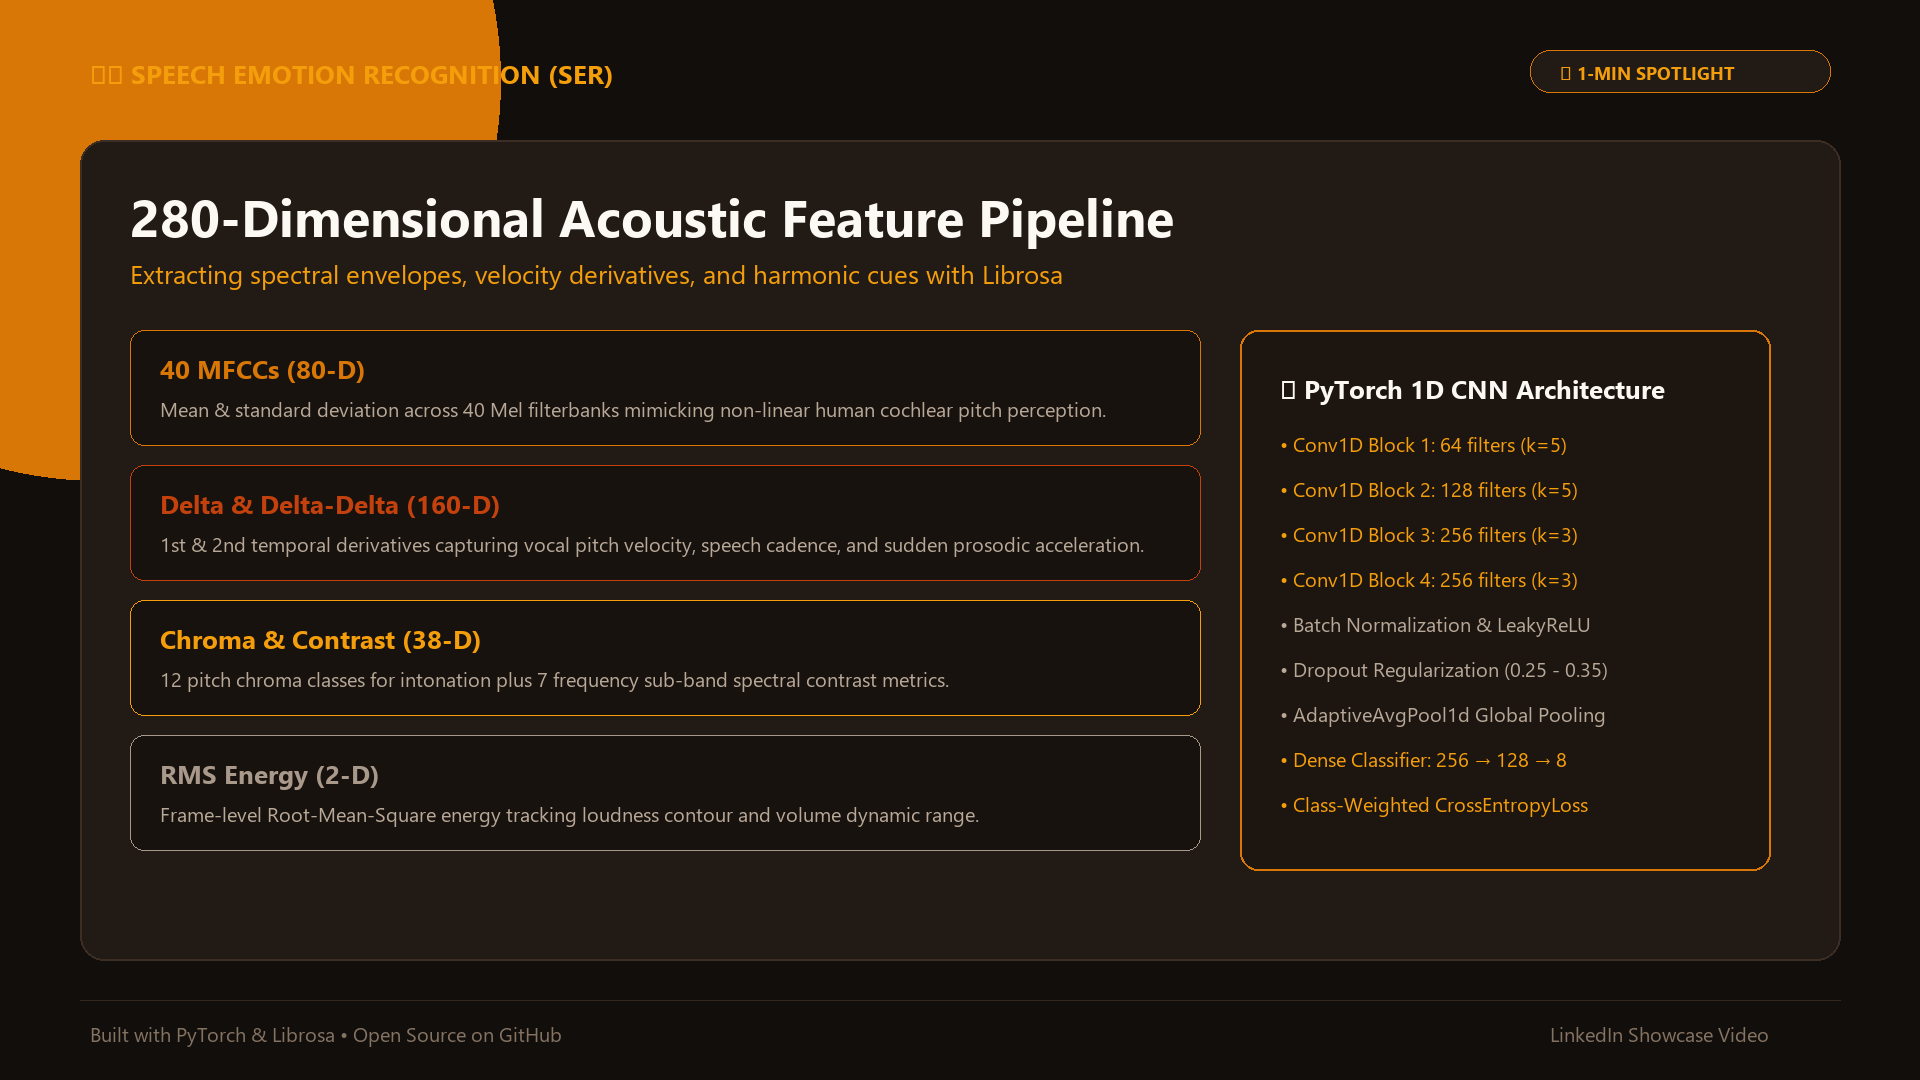 SPEECH EMOTION RECOGNITION (SER)
1-MIN SPOTLIGHT
280-Dimensional Acoustic Feature Pipeline
Extracting spectral envelopes, velocity derivatives, and harmonic cues with Librosa
40 MFCCs (80-D)
Mean & standard deviation across 40 Mel filterbanks mimicking non-linear human cochlear pitch perception.
Delta & Delta-Delta (160-D)
1st & 2nd temporal derivatives capturing vocal pitch velocity, speech cadence, and sudden prosodic acceleration.
Chroma & Contrast (38-D)
12 pitch chroma classes for intonation plus 7 frequency sub-band spectral contrast metrics.
RMS Energy (2-D)
Frame-level Root-Mean-Square energy tracking loudness contour and volume dynamic range.
PyTorch 1D CNN Architecture
• Conv1D Block 1: 64 filters (k=5)
• Conv1D Block 2: 128 filters (k=5)
• Conv1D Block 3: 256 filters (k=3)
• Conv1D Block 4: 256 filters (k=3)
• Batch Normalization & LeakyReLU
• Dropout Regularization (0.25 - 0.35)
• AdaptiveAvgPool1d Global Pooling
• Dense Classifier: 256 → 128 → 8
• Class-Weighted CrossEntropyLoss
Built with PyTorch & Librosa • Open Source on GitHub
LinkedIn Showcase Video